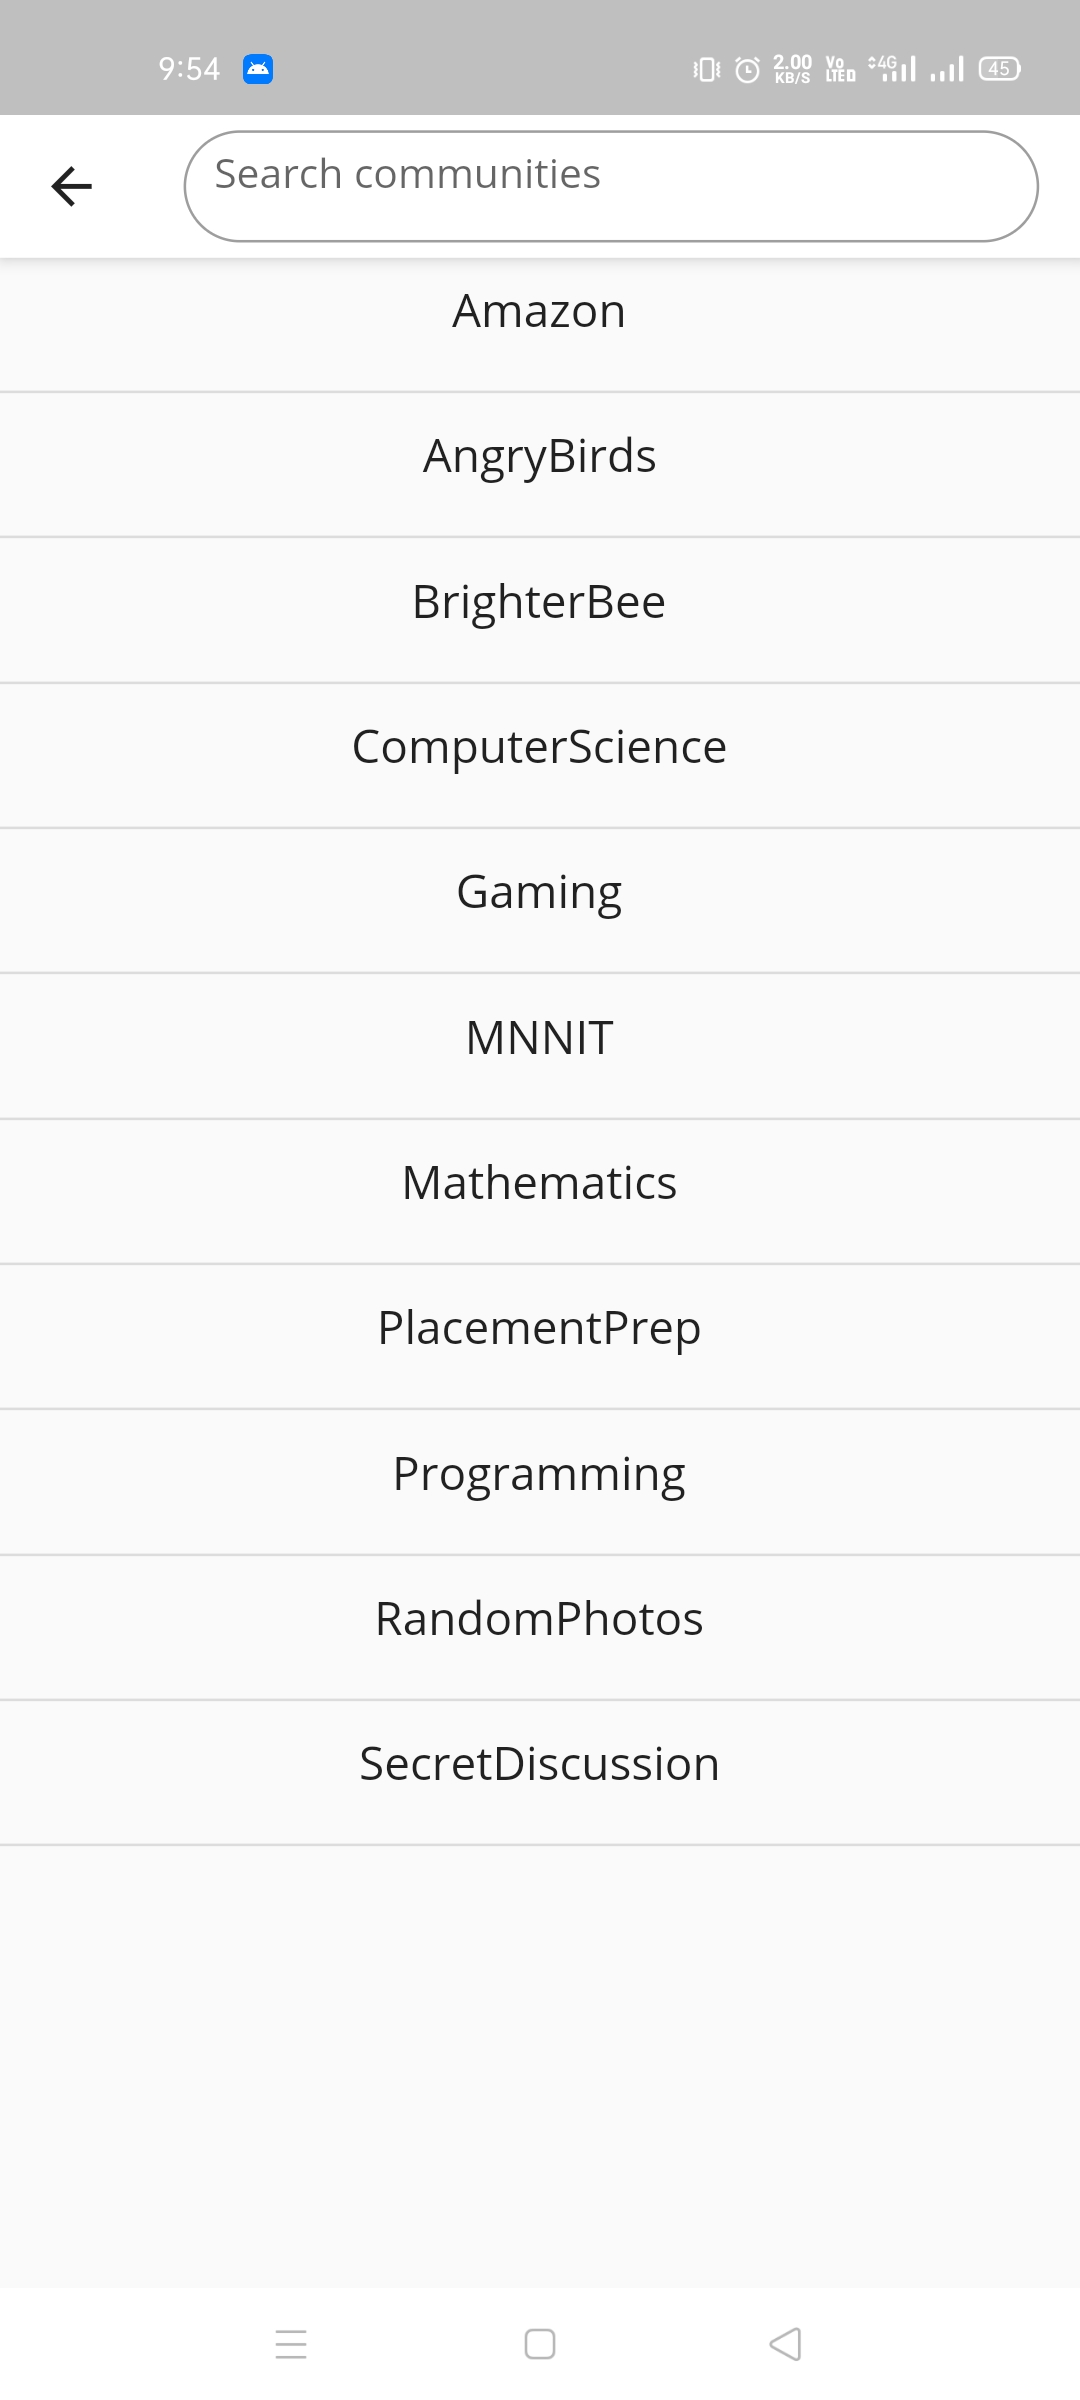 9:54
2.00
KB/S
Vo
LTE D
4G
45
Search communities
Amazon
AngryBirds
BrighterBee
ComputerScience
Gaming
MNNIT
Mathematics
PlacementPrep
Programming
RandomPhotos
SecretDiscussion